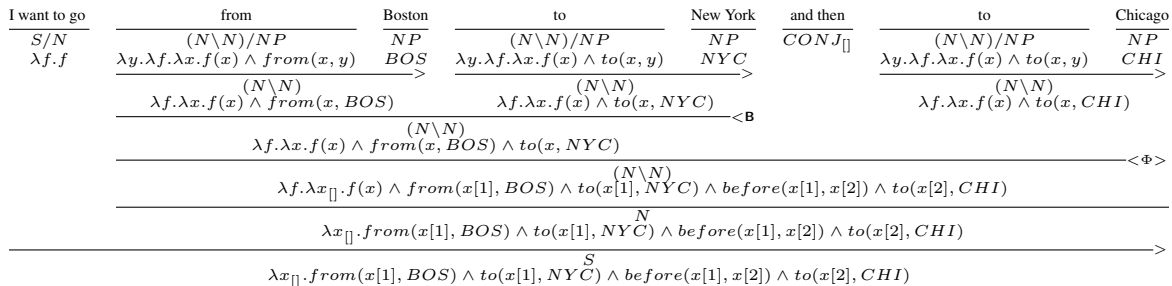 I want to go from Boston to New York and then to Chicago
S/N (N\N)/NP NP (N\N)/NP NP CONJ[] (N\N)/NP NP
λf.f λy.λf.λx.f(x) ∧ from(x, y) BOS λy.λf.λx.f(x) ∧ to(x, y) NYC λy.λf.λx.f(x) ∧ to(x, y) CHI
> > >
(N\N) (N\N) (N\N)
λf.λx.f(x) ∧ from(x, BOS) λf.λx.f(x) ∧ to(x, NYC) λf.λx.f(x) ∧ to(x, CHI)
<B
(N\N)
λf.λx.f(x) ∧ from(x, BOS) ∧ to(x, NYC)
<Φ>
(N\N)
λf.λx[].f(x) ∧ from(x[1], BOS) ∧ to(x[1], NYC) ∧ before(x[1], x[2]) ∧ to(x[2], CHI)
N
λx[].from(x[1], BOS) ∧ to(x[1], NYC) ∧ before(x[1], x[2]) ∧ to(x[2], CHI)
>
S
λx[].from(x[1], BOS) ∧ to(x[1], NYC) ∧ before(x[1], x[2]) ∧ to(x[2], CHI)